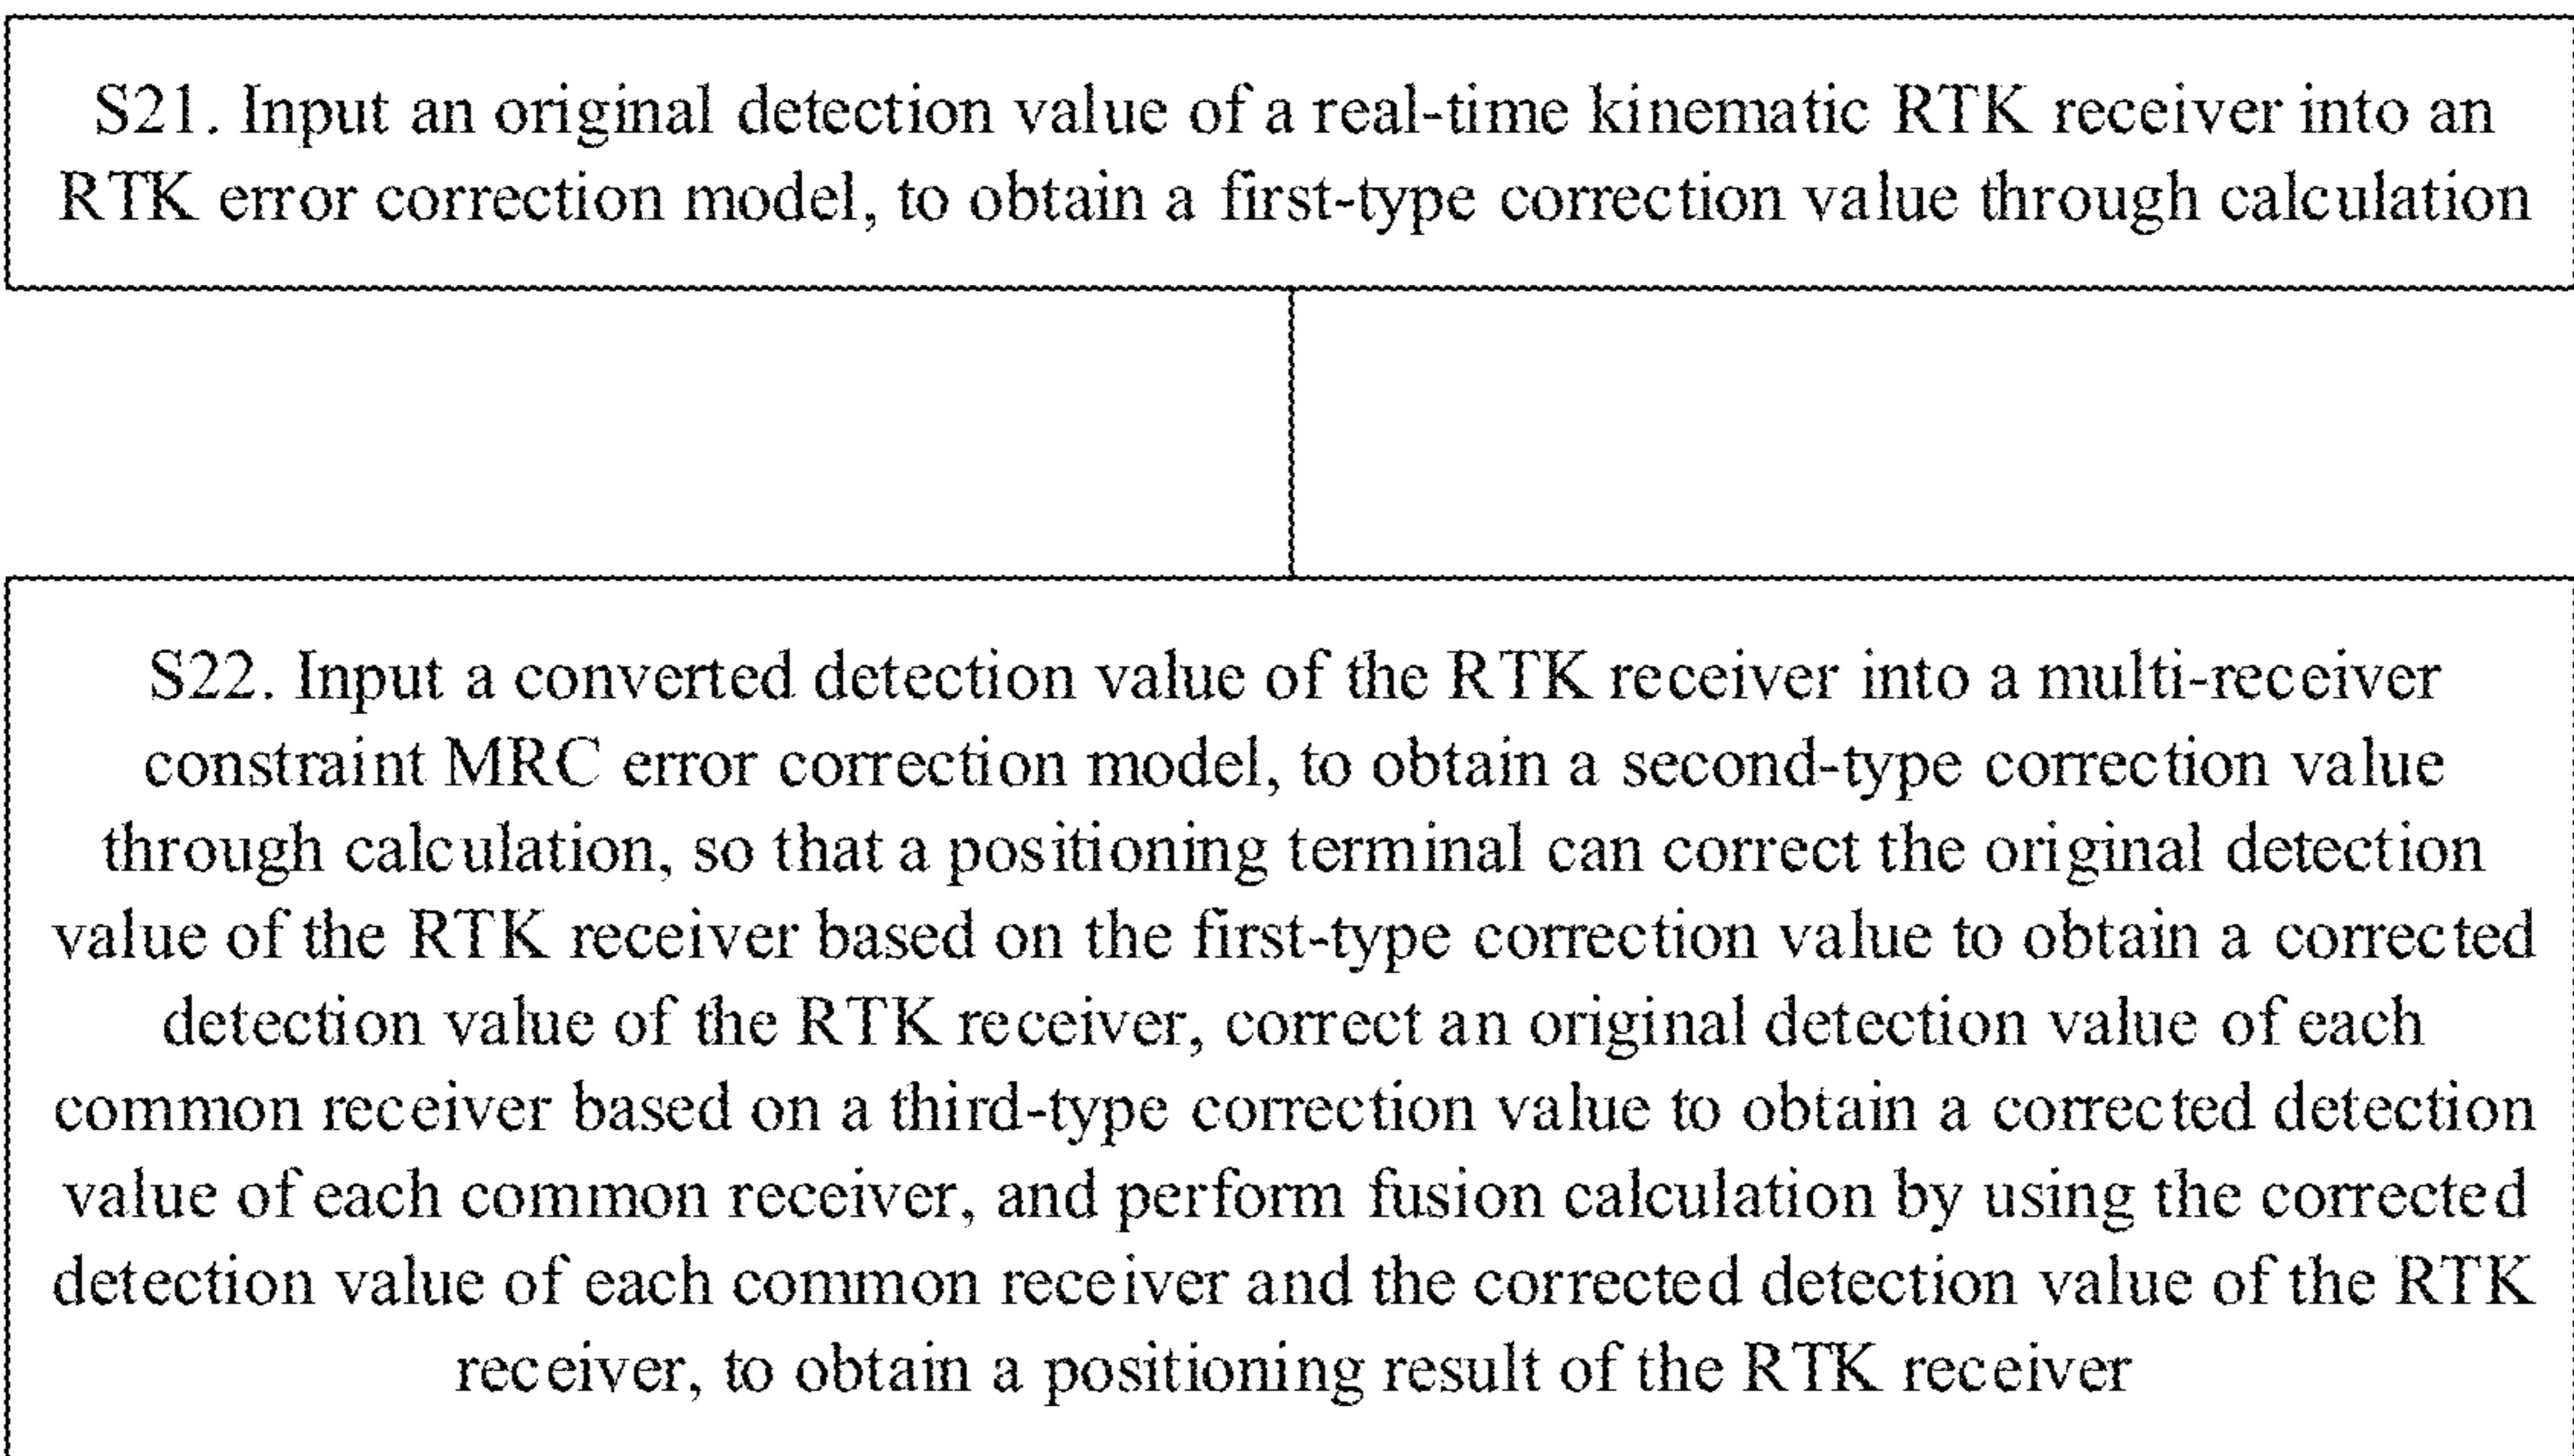 S21. Input an original detection value of a real-time kinematic RTK receiver into an
RTK error correction model, to obtain a first-type correction value through calculation
S22. Input a converted detection value of the RTK receiver into a multi-receiver
constraint MRC error correction model, to obtain a second-type correction value
through calculation, so that a positioning terminal can correct the original detection
value of the RTK receiver based on the first-type correction value to obtain a corrected
detection value of the RTK receiver, correct an original detection value of each
common receiver based on a third-type correction value to obtain a corrected detection
value of each common receiver, and perform fusion calculation by using the corrected
detection value of each common receiver and the corrected detection value of the RTK
receiver, to obtain a positioning result of the RTK receiver